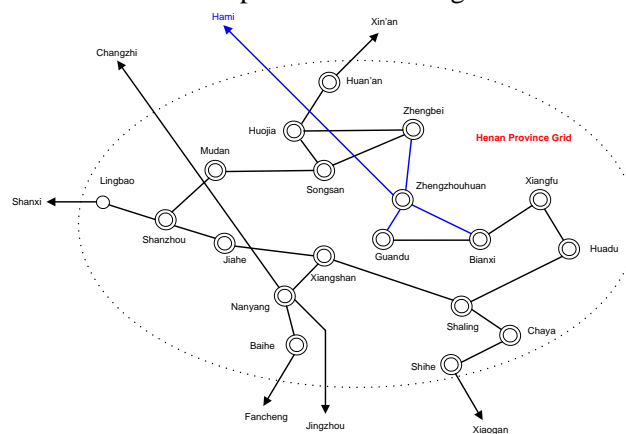 Hami
Xin'an
Changzhi
Huan'an
Zhengbei
Huojia
Henan Province Grid
Mudan
Lingbao
Songsan
Zhengzhouhuan
Xiangfu
Shanxi
Shanzhou
Guandu
Bianxi
Huadu
Jiahe
Xiangshan
Nanyang
Shaling
Chaya
Baihe
Shihe
Fancheng
Jingzhou
Xiaogan